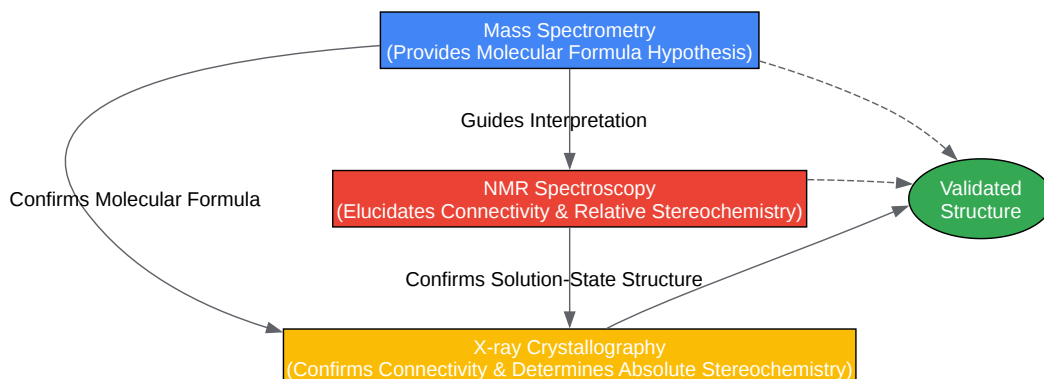 Mass Spectrometry
(Provides Molecular Formula Hypothesis)
Guides Interpretation
NMR Spectroscopy
(Elucidates Connectivity & Relative Stereochemistry)
Validated
Structure
Confirms Molecular Formula
Confirms Solution-State Structure
X-ray Crystallography
(Confirms Connectivity & Determines Absolute Stereochemistry)